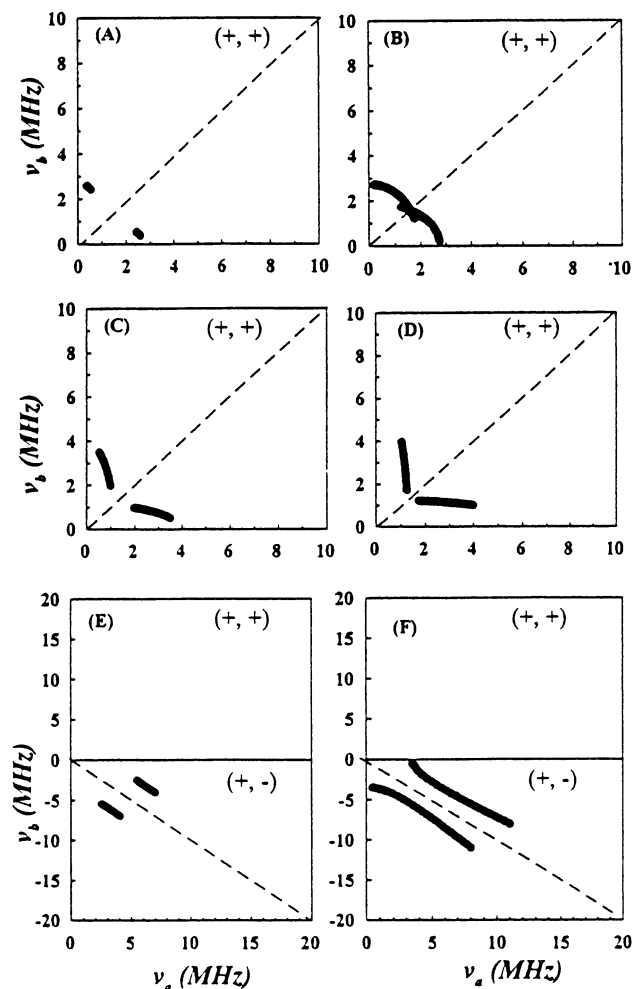 (A) (+, +)
10
8
6
4
2
0
0 2 4 6 8 10
ν_b (MHz)
(B) (+, +)
10
8
6
4
2
0
0 2 4 6 8 10
(C) (+, +)
10
8
6
4
2
0
0 2 4 6 8 10
ν_b (MHz)
(D) (+, +)
10
8
6
4
2
0
0 2 4 6 8 10
(E) (+, +)
20
15
10
5
0
(+, -)
-5
-10
-15
-20
0 5 10 15 20
ν_b (MHz)
ν_a (MHz)
(F) (+, +)
20
15
10
5
0
(+, -)
-5
-10
-15
-20
0 5 10 15 20
ν_a (MHz)